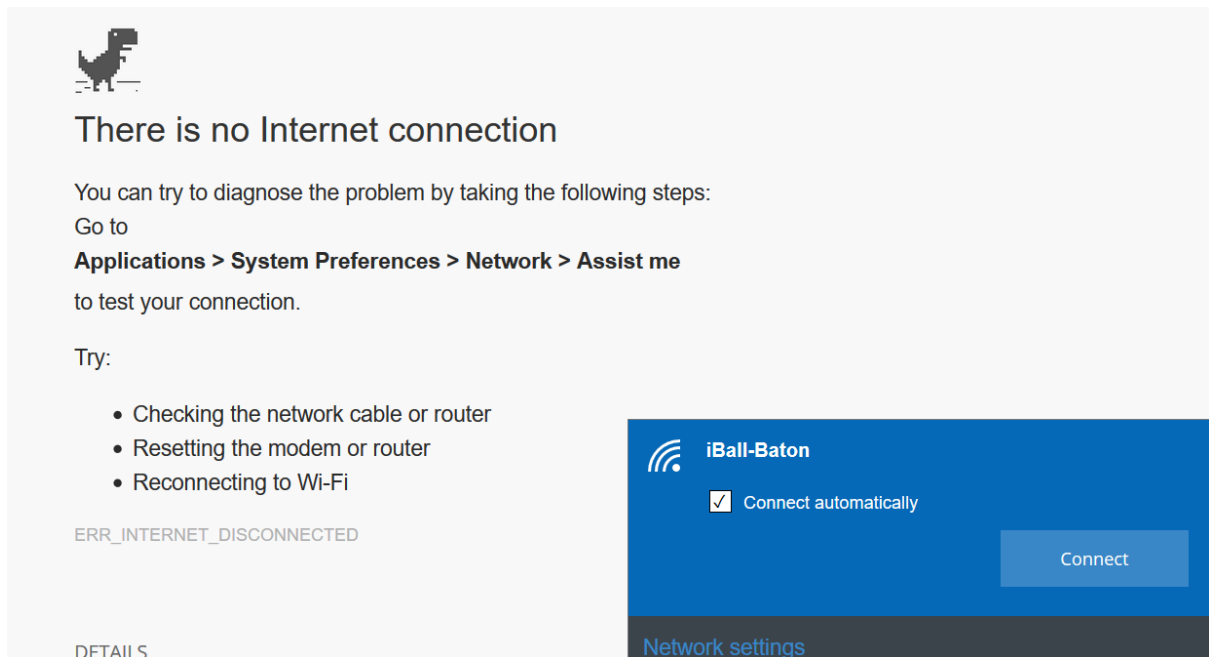 There is no Internet connection
You can try to diagnose the problem by taking the following steps:
Go to
Applications > System Preferences > Network > Assist me
to test your connection.
Try:
• Checking the network cable or router
• Resetting the modem or router
• Reconnecting to Wi-Fi
ERR_INTERNET_DISCONNECTED
DETAILS
iBall-Baton
Connect automatically
Connect
Network settings